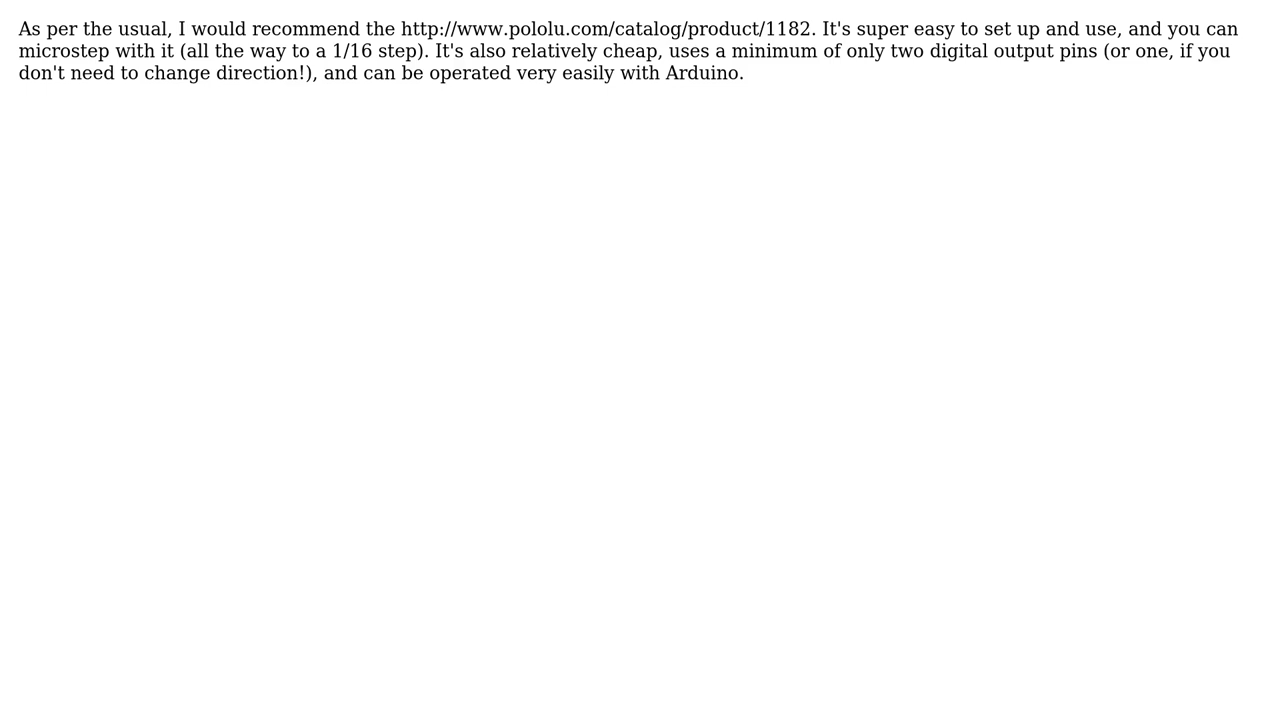 As per the usual, I would recommend the http://www.pololu.com/catalog/product/1182. It's super easy to set up and use, and you can
microstep with it (all the way to a 1/16 step). It's also relatively cheap, uses a minimum of only two digital output pins (or one, if you
don't need to change direction!), and can be operated very easily with Arduino.